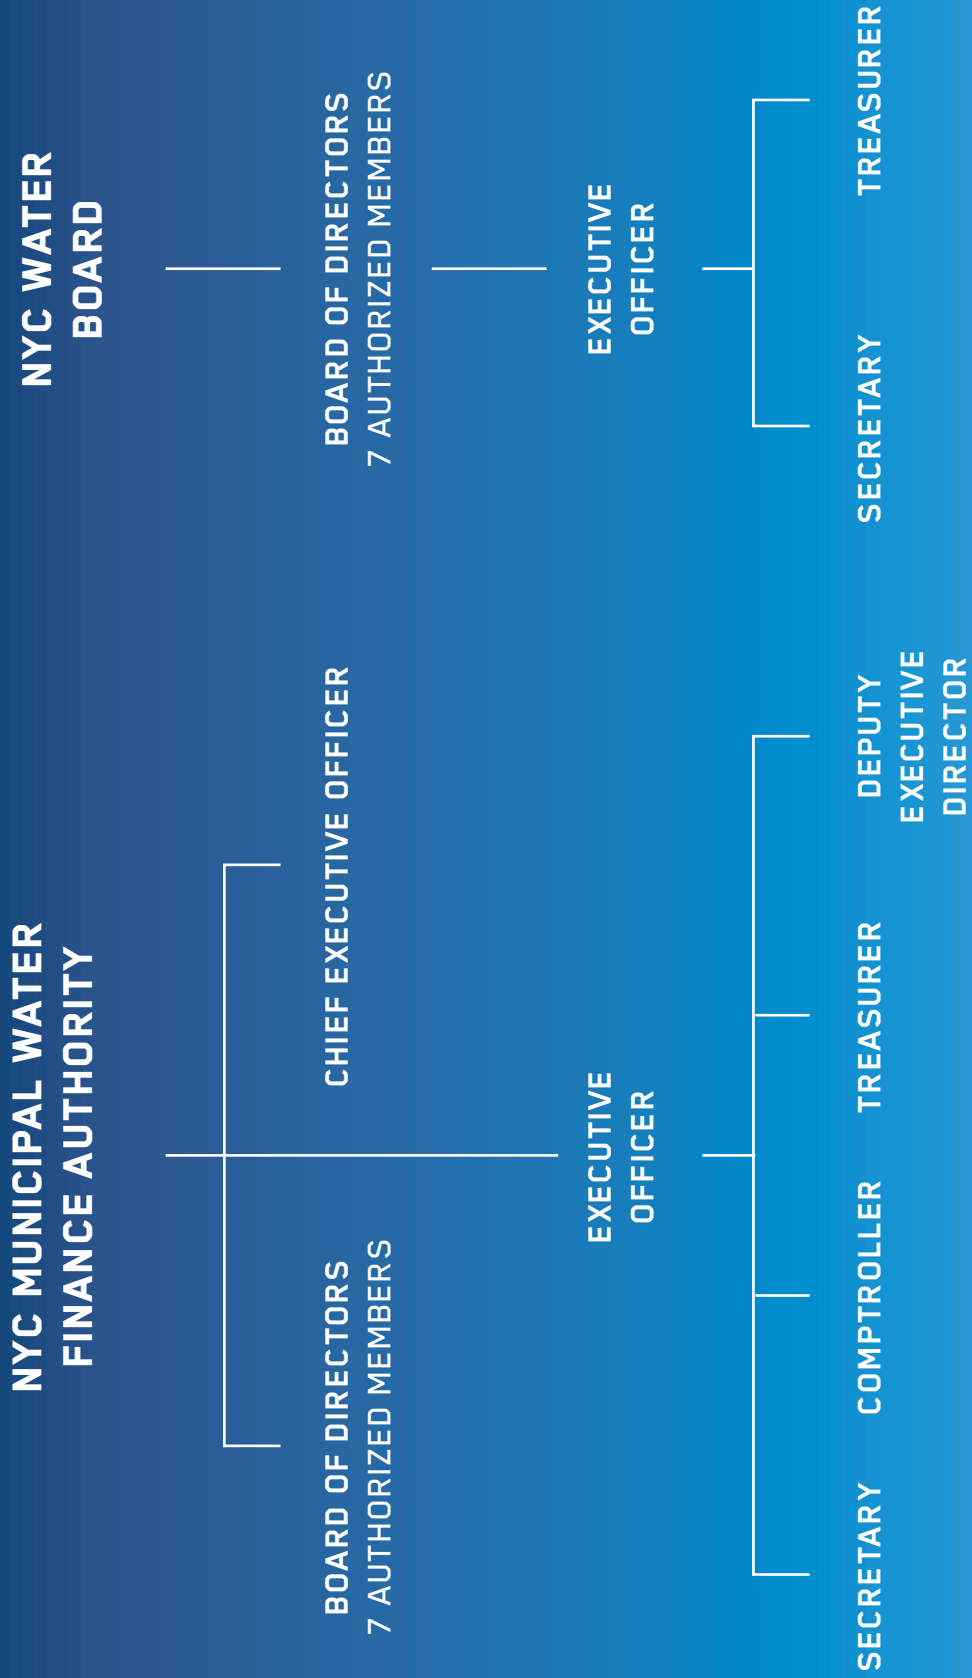 NYC MUNICIPAL WATER
FINANCE AUTHORITY
BOARD OF DIRECTORS
7 AUTHORIZED MEMBERS
CHIEF EXECUTIVE OFFICER
EXECUTIVE
OFFICER
SECRETARY
COMPTROLLER
TREASURER
DEPUTY
EXECUTIVE
DIRECTOR
NYC WATER
BOARD
BOARD OF DIRECTORS
7 AUTHORIZED MEMBERS
EXECUTIVE
OFFICER
SECRETARY
TREASURER